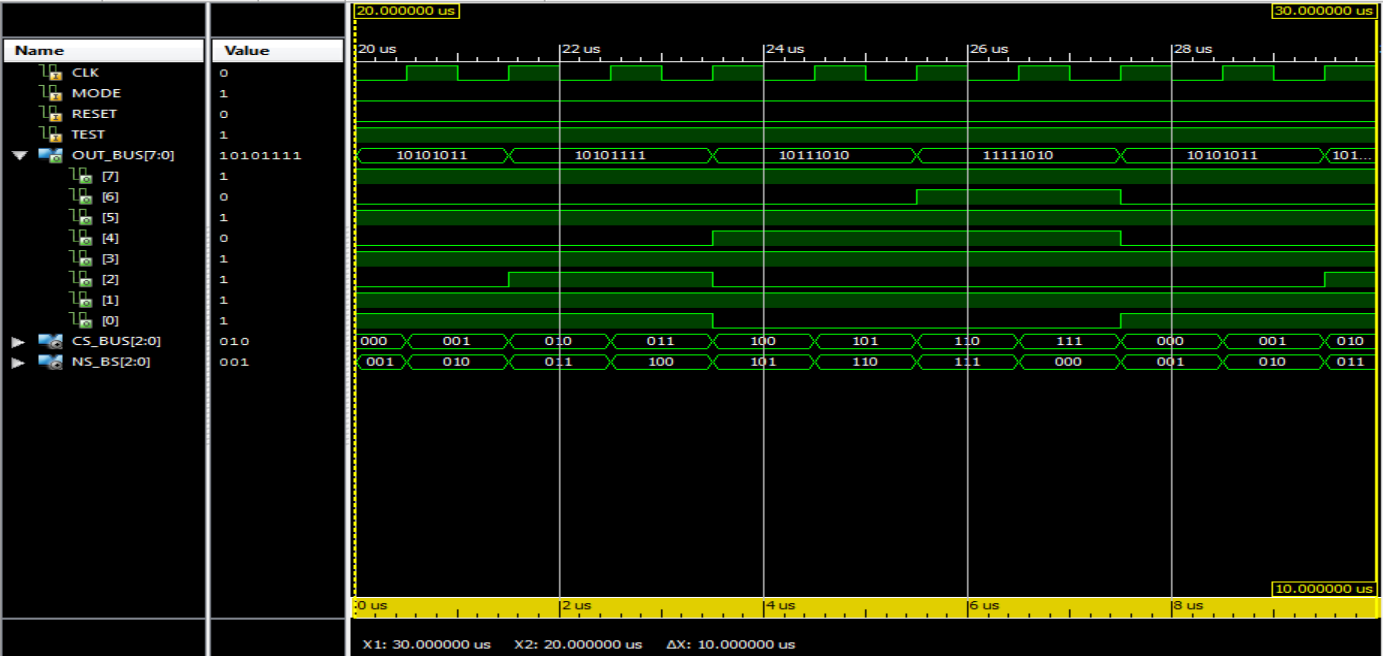 20.000000 us 30.000000 us
Name Value 20 us 22 us 24 us 26 us 28 us
CLK 0
MODE 1
RESET 0
TEST 1
OUT_BUS[7:0] 10101111 10101011 10101111 10111010 11111010 10101011 101...
[7] 1
[6] 0
[5] 1
[4] 0
[3] 1
[2] 1
[1] 1
[0] 1
CS_BUS[2:0] 010 000 001 010 011 100 101 110 111 000 001 010
NS_BS[2:0] 001 001 010 011 100 101 110 111 000 001 010 011
10.000000 us
0 us 2 us 4 us 6 us 8 us
X1: 30.000000 us X2: 20.000000 us ΔX: 10.000000 us